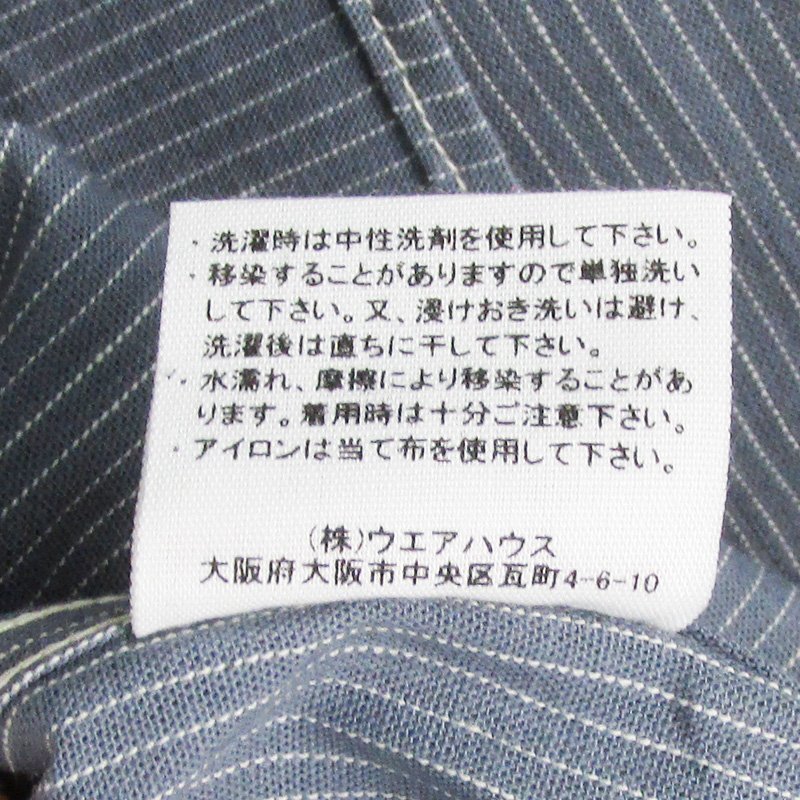 ・洗濯時は中性洗剤を使用して下さい。
・移染することがありますので単独洗い
して下さい。又、漫けおき洗いは避け、
洗濯後は直ちに干して下さい。
・水濡れ、摩擦により移染することがあ
ります。着用時は十分ご注意下さい。
・アイロンは当て布を使用して下さい。
(株)ウエアハウス
大阪府大阪市中央区瓦町4-6-10